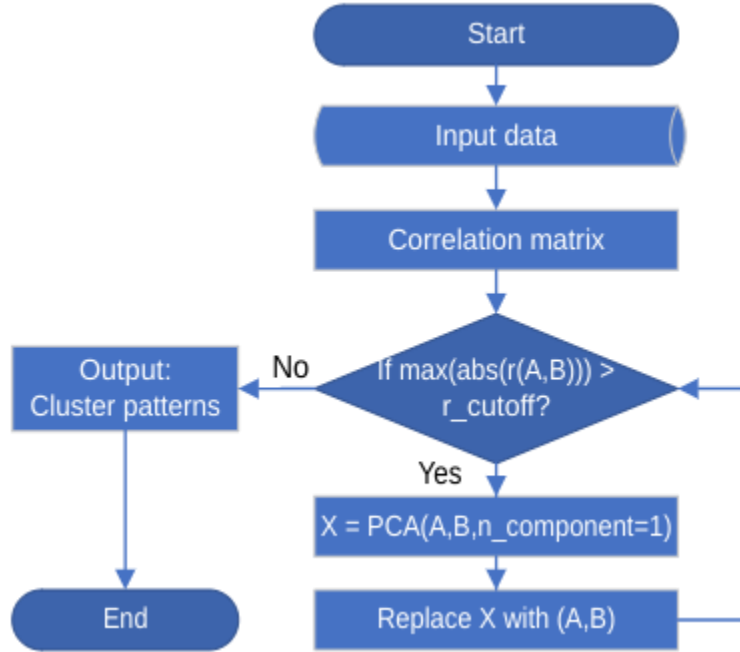 Start
Input data
Correlation matrix
If max(abs(r(A,B))) >
r_cutoff?
No
Output:
Cluster patterns
Yes
X = PCA(A,B,n_component=1)
Replace X with (A,B)
End